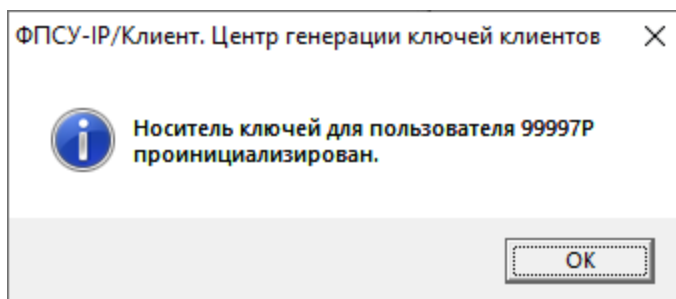 ФПСУ-IP/Клиент. Центр генерации ключей клиентов
Носитель ключей для пользователя 99997P
проинициализирован.
OK